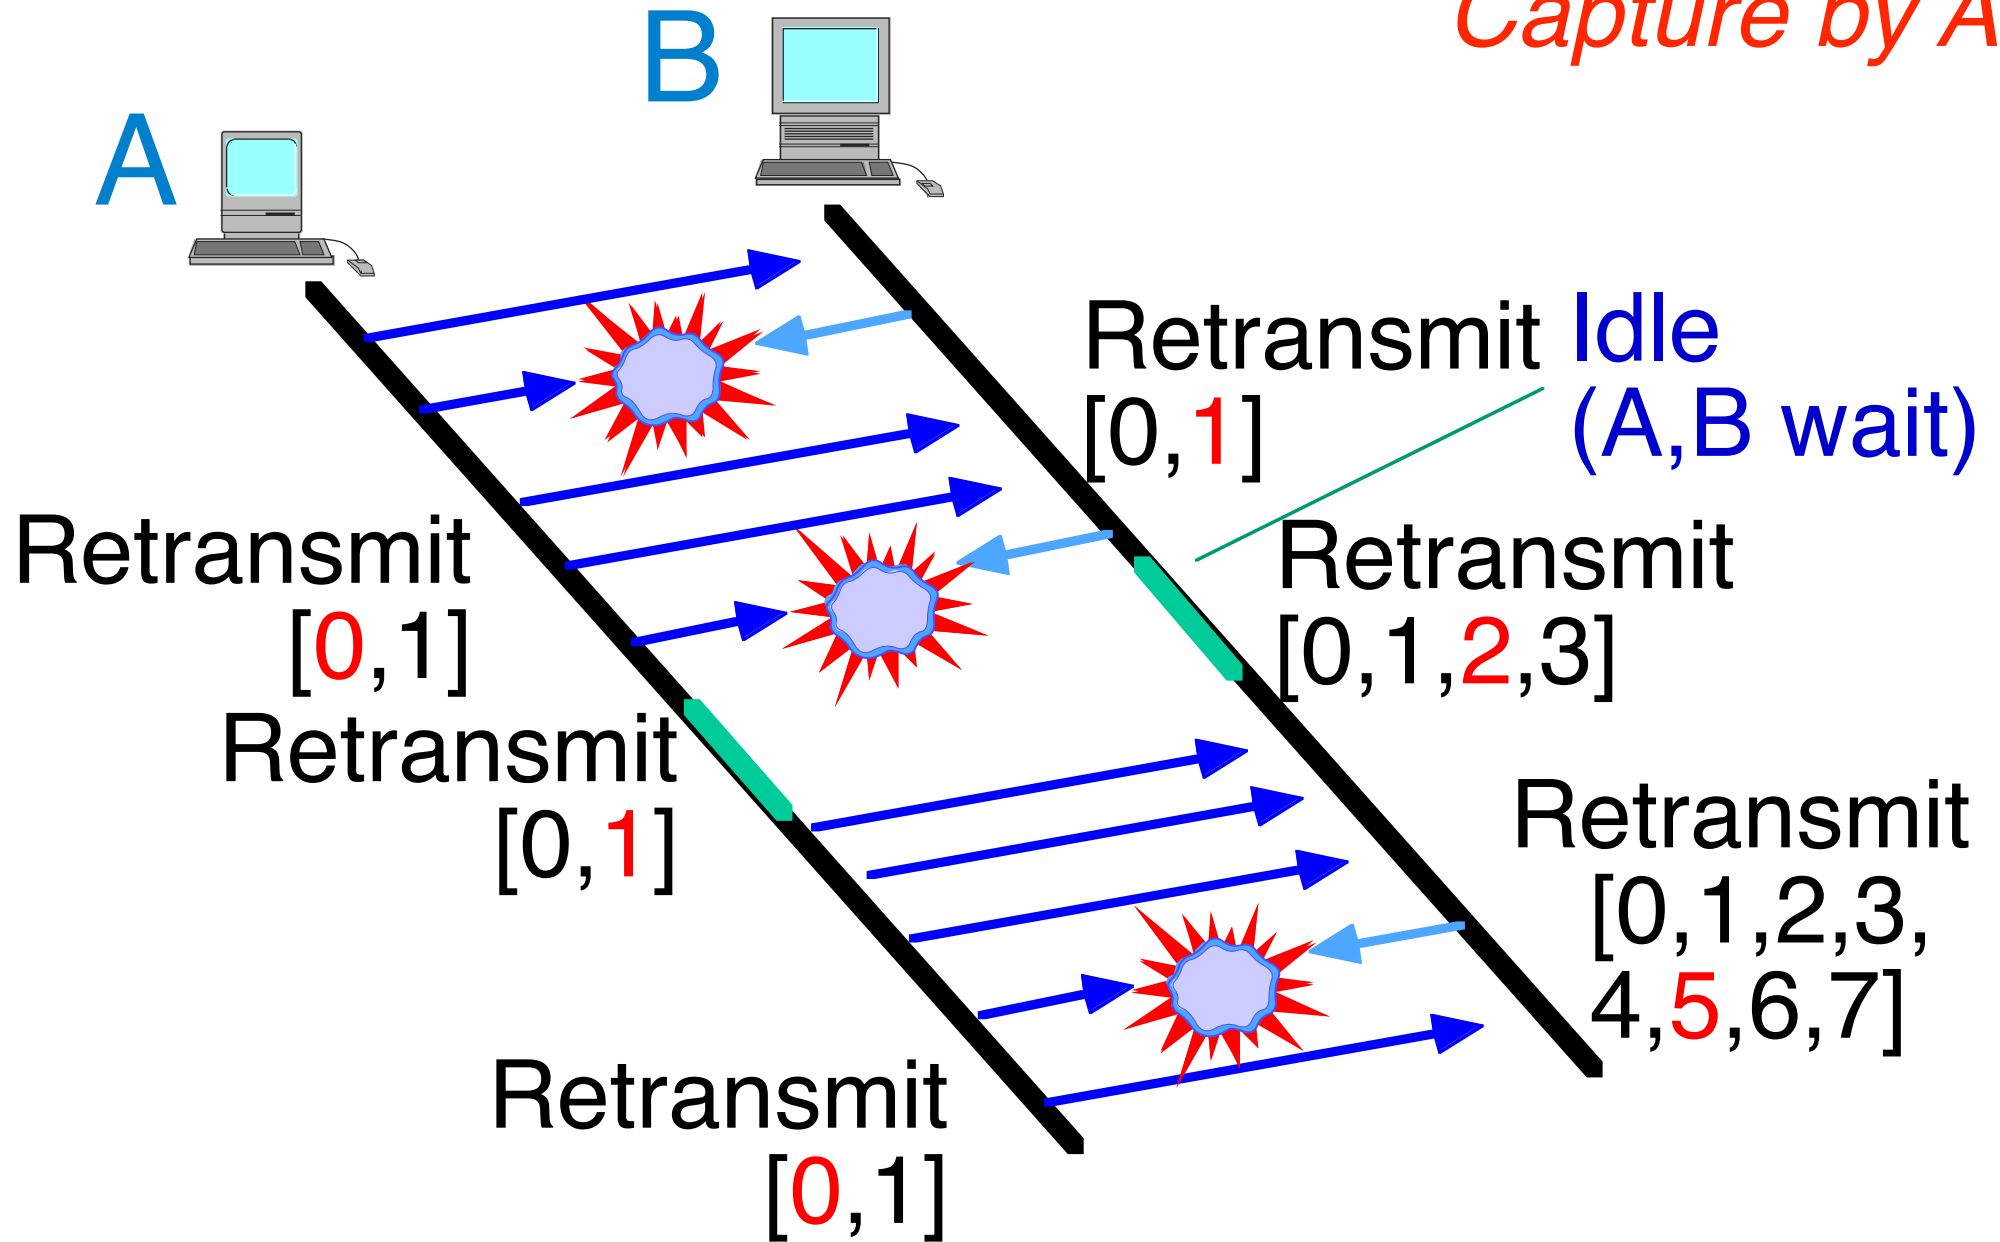 Capture by A
B
A
Retransmit
[0,1]
Idle
(A,B wait)
Retransmit
[0,1]
Retransmit
[0,1,2,3]
Retransmit
[0,1]
Retransmit
[0,1,2,3,
4,5,6,7]
Retransmit
[0,1]